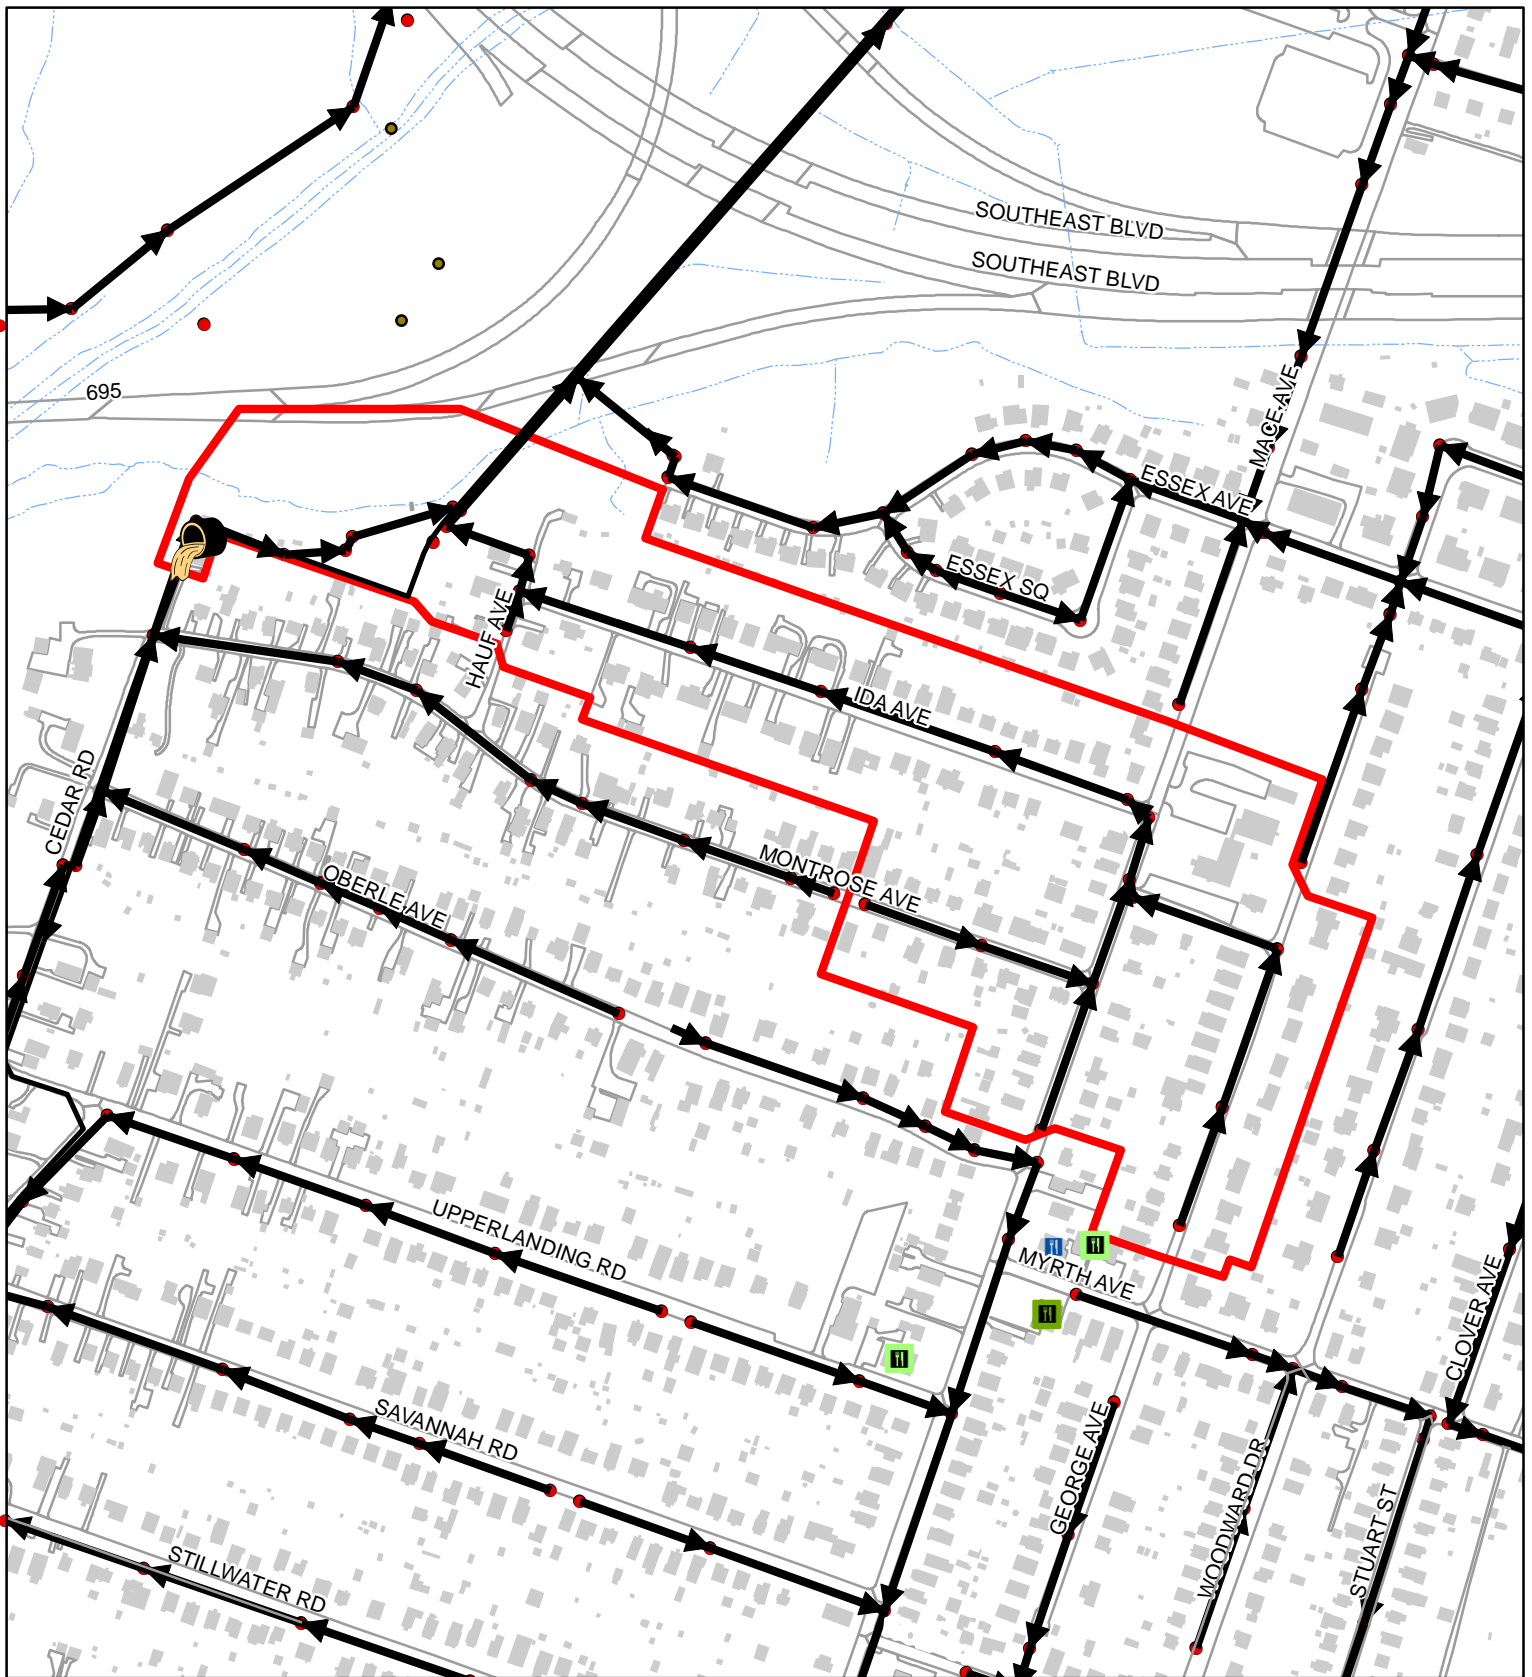 SOUTHEAST BLVD
SOUTHEAST BLVD
695
MACE AVE
ESSEX AVE
ESSEX SQ
HAUF AVE
IDA AVE
CEDAR RD
MONTROSE AVE
OBERLE AVE
UPPERLANDING RD
MYRTH AVE
CLOVER AVE
SAVANNAH RD
GEORGE AVE
WOODWARD DR
STUART ST
STILLWATER RD